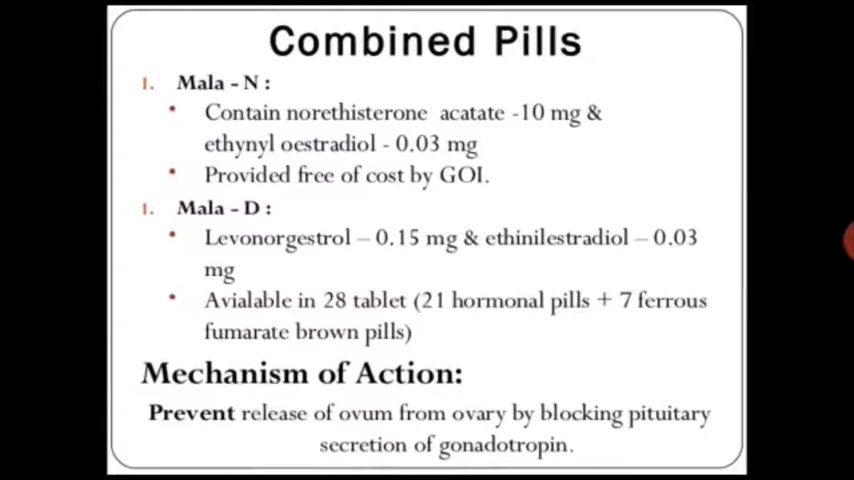 Combined Pills
I. Mala - N :
• Contain norethisterone acatate -10 mg &
ethynyl oestradiol - 0.03 mg
• Provided free of cost by GOI.
I. Mala - D :
• Levonorgestrol – 0.15 mg & ethinilestradiol – 0.03
mg
• Avialable in 28 tablet (21 hormonal pills + 7 ferrous
fumarate brown pills)
Mechanism of Action:
Prevent release of ovum from ovary by blocking pituitary
secretion of gonadotropin.